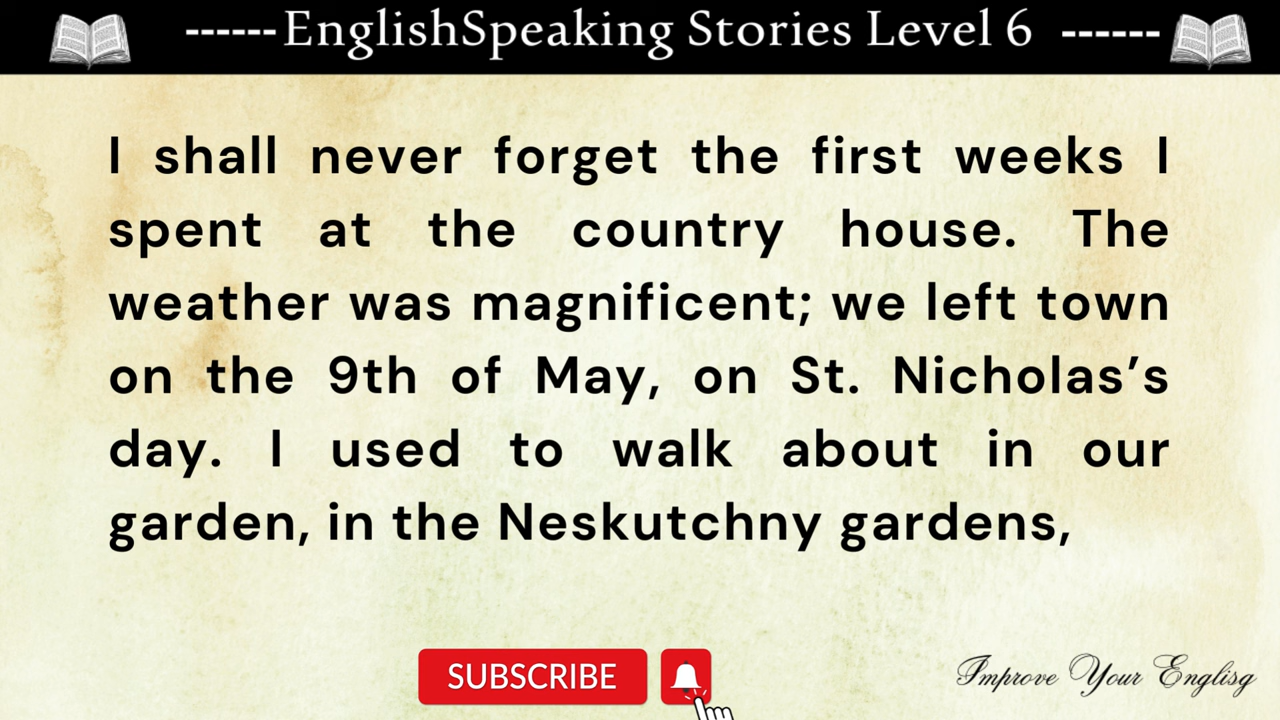 ------EnglishSpeaking Stories Level 6 ------
I shall never forget the first weeks I
spent at the country house. The
weather was magnificent; we left town
on the 9th of May, on St. Nicholas’s
day. I used to walk about in our
garden, in the Neskutchny gardens,
SUBSCRIBE
Improve Your Englisg